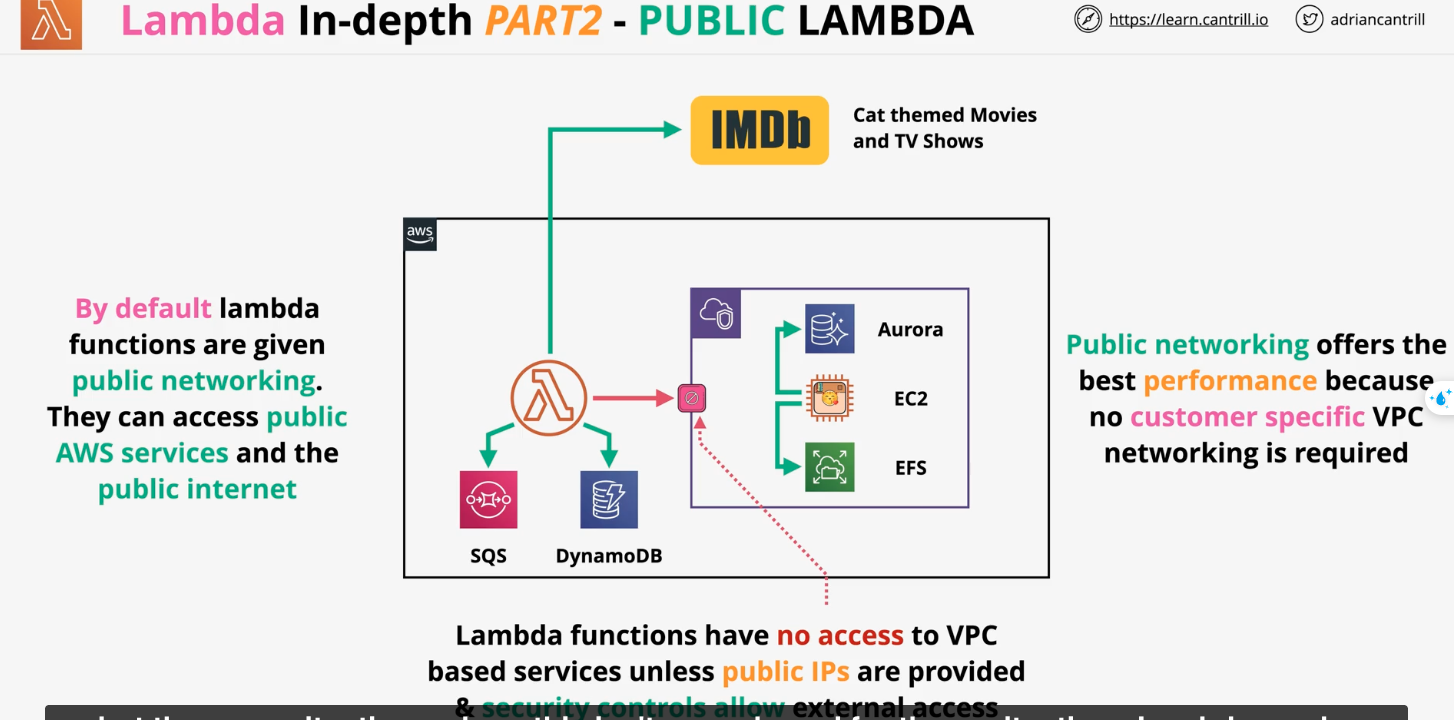 Lambda In-depth PART2 - PUBLIC LAMBDA
https://learn.cantrill.io
adriancantrill
IMDb
Cat themed Movies
and TV Shows
aws
By default lambda
functions are given
public networking.
They can access public
AWS services and the
public internet
Aurora
EC2
EFS
SQS
DynamoDB
Public networking offers the
best performance because
no customer specific VPC
networking is required
Lambda functions have no access to VPC
based services unless public IPs are provided
& security controls allow external access